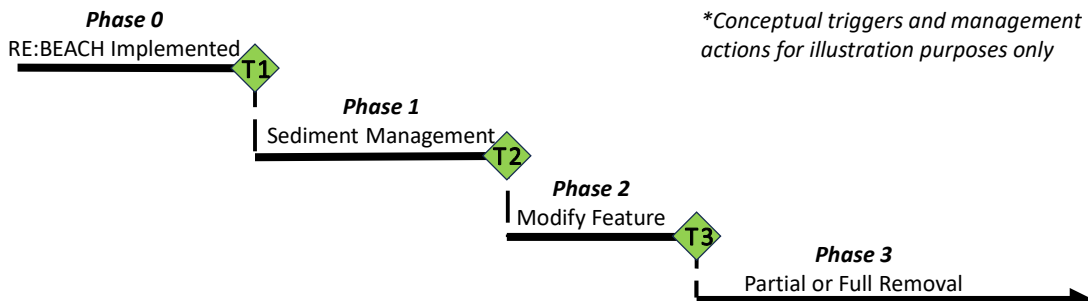 Phase 0
RE:BEACH Implemented
T1
*Conceptual triggers and management
actions for illustration purposes only
Phase 1
Sediment Management
T2
Phase 2
Modify Feature
T3
Phase 3
Partial or Full Removal